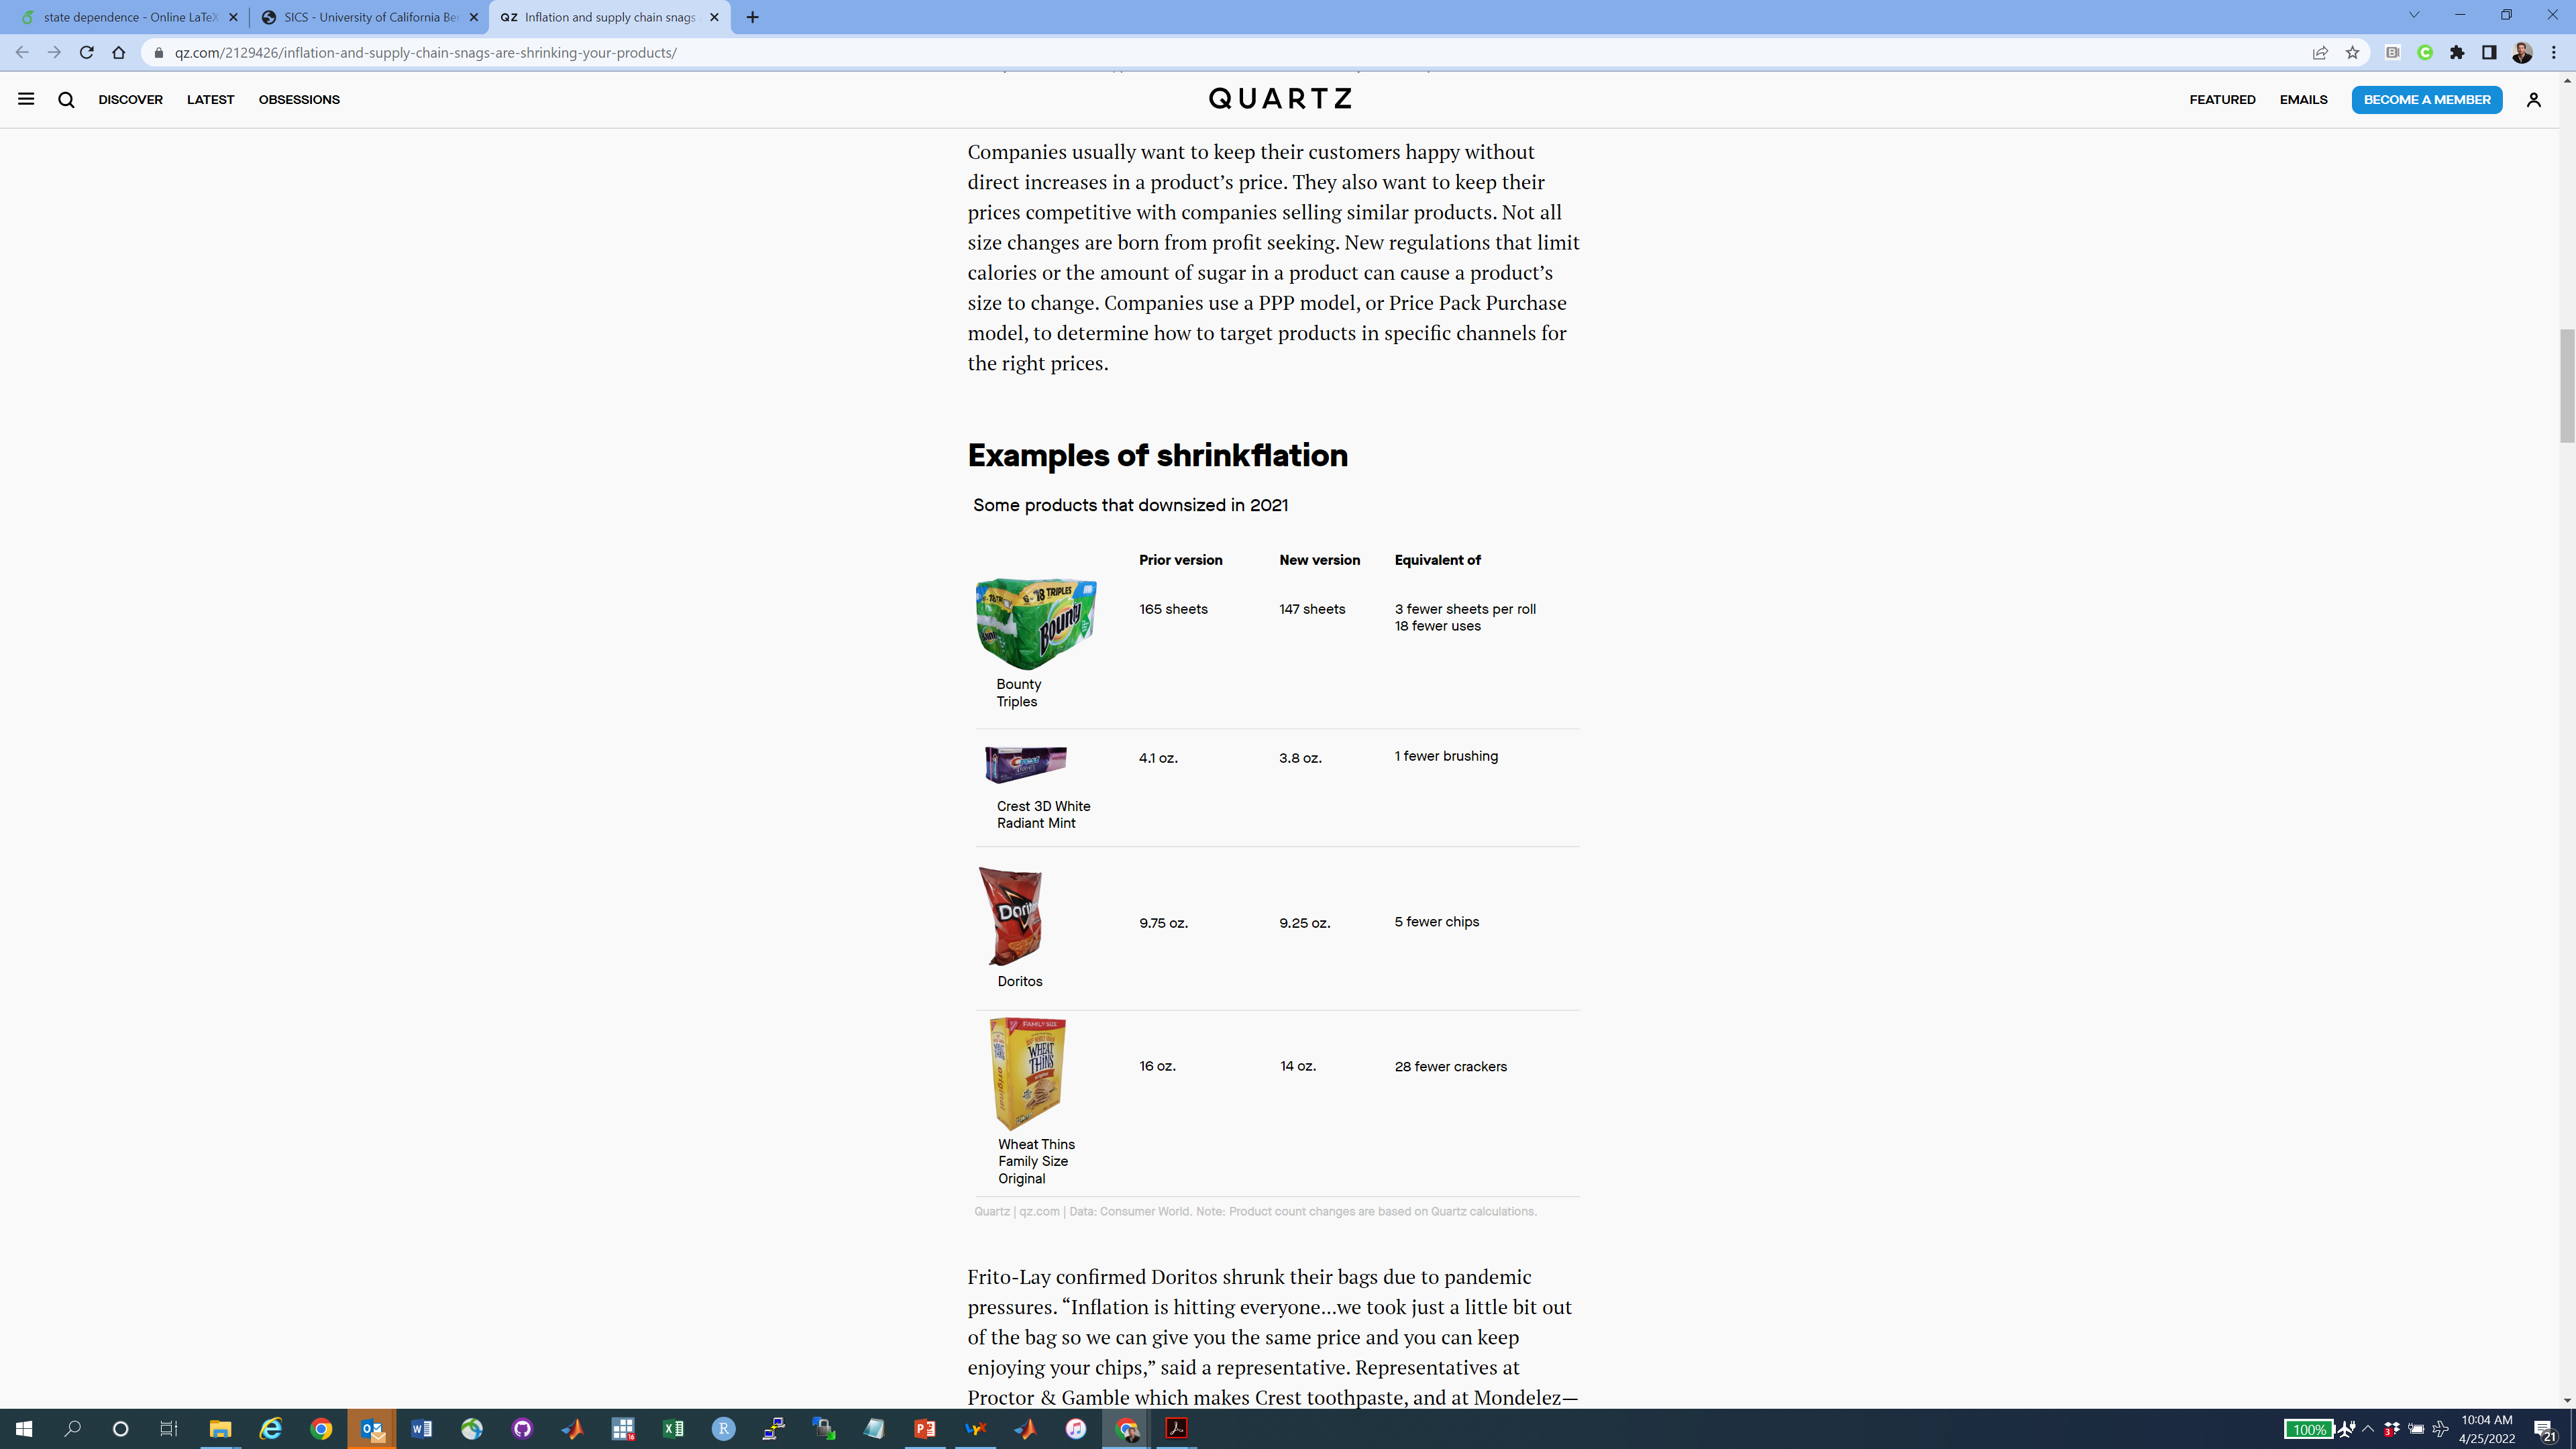 state dependence - Online LaTeX
SICS - University of California Be
QZ Inflation and supply chain snags
qz.com/2129426/inflation-and-supply-chain-snags-are-shrinking-your-products/
DISCOVER LATEST OBSESSIONS
QUARTZ
FEATURED EMAILS BECOME A MEMBER
Companies usually want to keep their customers happy without
direct increases in a product’s price. They also want to keep their
prices competitive with companies selling similar products. Not all
size changes are born from profit seeking. New regulations that limit
calories or the amount of sugar in a product can cause a product’s
size to change. Companies use a PPP model, or Price Pack Purchase
model, to determine how to target products in specific channels for
the right prices.
Examples of shrinkflation
Some products that downsized in 2021
Prior version New version Equivalent of
18 TRIPLES
Bounty
165 sheets 147 sheets 3 fewer sheets per roll
18 fewer uses
Bounty
Triples
Crest
4.1 oz. 3.8 oz. 1 fewer brushing
Crest 3D White
Radiant Mint
9.75 oz. 9.25 oz. 5 fewer chips
Doritos
FAMILY SIZE
WHEAT
THINS
original
16 oz. 14 oz. 28 fewer crackers
Wheat Thins
Family Size
Original
Quartz | qz.com | Data: Consumer World. Note: Product count changes are based on Quartz calculations.
Frito-Lay confirmed Doritos shrunk their bags due to pandemic
pressures. “Inflation is hitting everyone...we took just a little bit out
of the bag so we can give you the same price and you can keep
enjoying your chips,” said a representative. Representatives at
Proctor & Gamble which makes Crest toothpaste, and at Mondelez—
100%
10:04 AM
4/25/2022
21